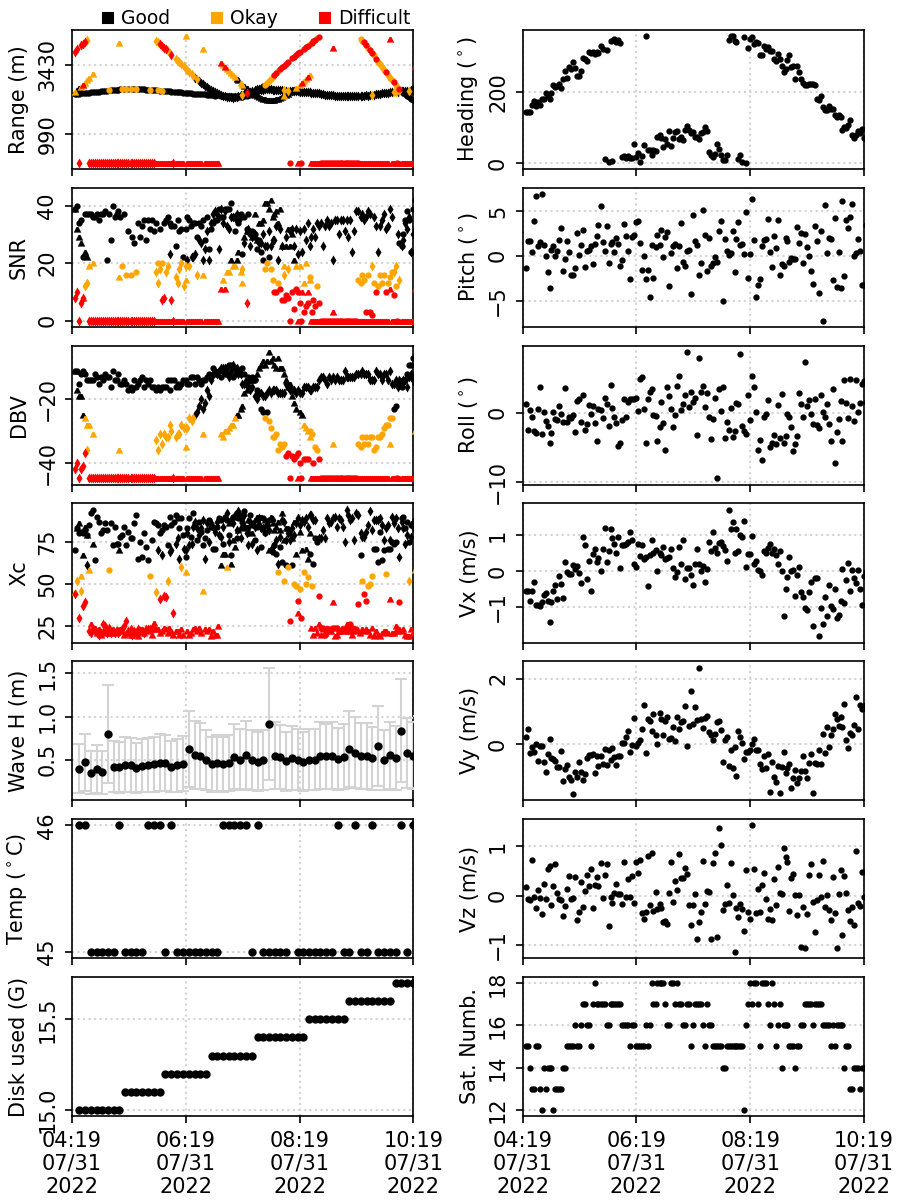 Good Okay Difficult
Range (m)
3430
990
Heading (°)
200
0
SNR
40
20
0
Pitch (°)
5
0
−5
DBV
−20
−40
Roll (°)
0
−10
Xc
75
50
25
Vx (m/s)
1
0
−1
Wave H (m)
1.5
1.0
0.5
Vy (m/s)
2
0
Temp (°C)
46
45
Vz (m/s)
1
0
−1
Disk used (G)
15.5
15.0
Sat. Numb.
18
16
14
12
04:19 06:19 08:19 10:19 04:19 06:19 08:19 10:19
07/31 07/31 07/31 07/31 07/31 07/31 07/31 07/31
2022 2022 2022 2022 2022 2022 2022 2022